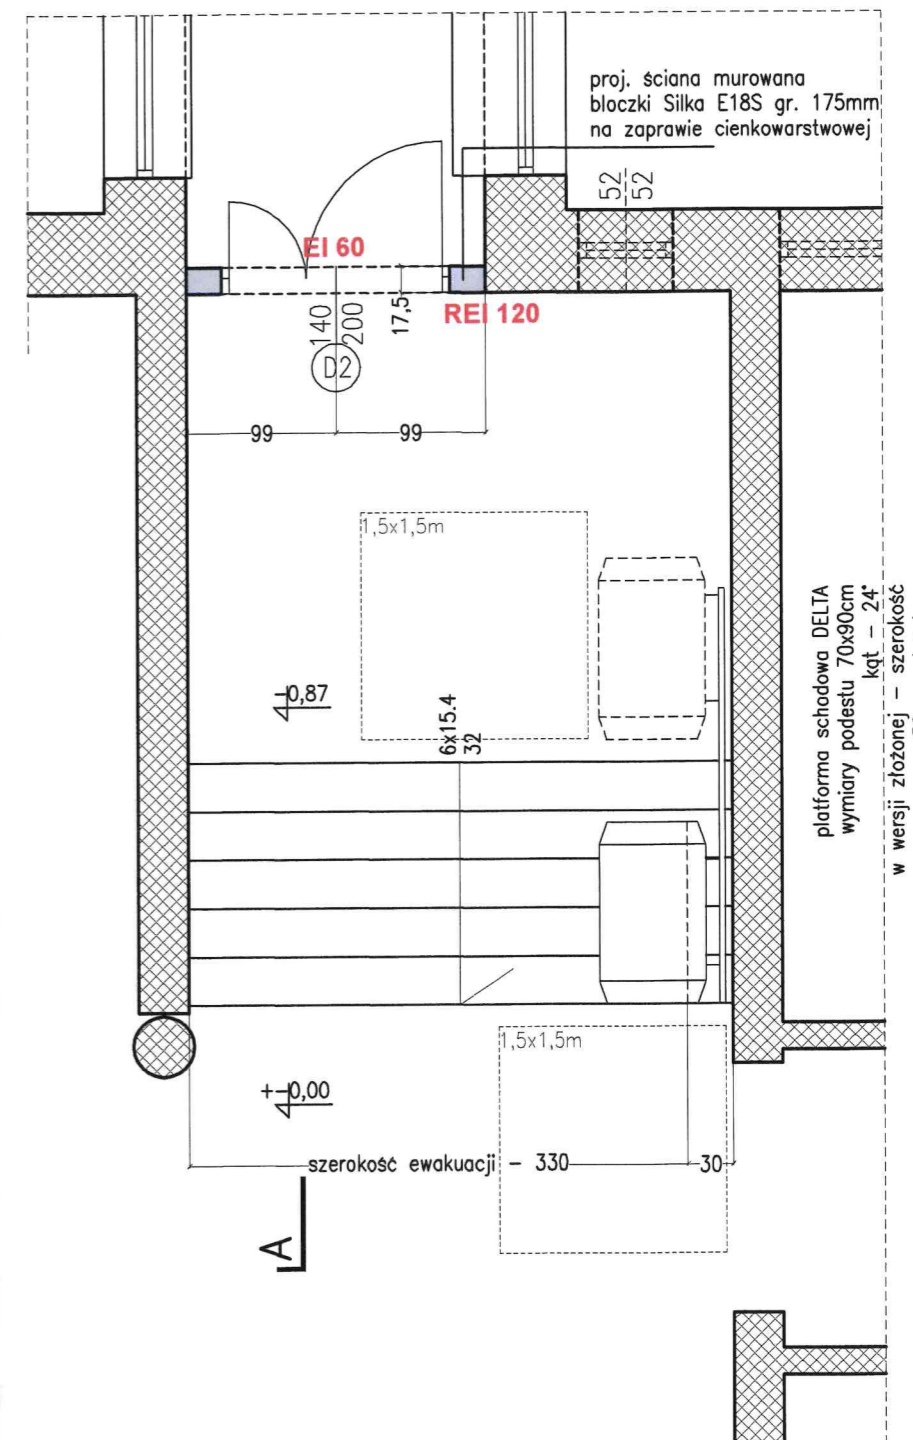 proj. ściana murowana
bloczki Silka E18S gr. 175mm
na zaprawie cienkowarstwowej
52
52
EI 60
REI 120
140
200
17,5
D2
99
99
1,5x1,5m
-0,87
6x15.4
32
platforma schodowa DELTA
wymiary podestu 70x90cm
kąt - 24°
w wersji złożonej - szerokość
1,5x1,5m
+-0,00
szerokość ewakuacji - 330
30
A